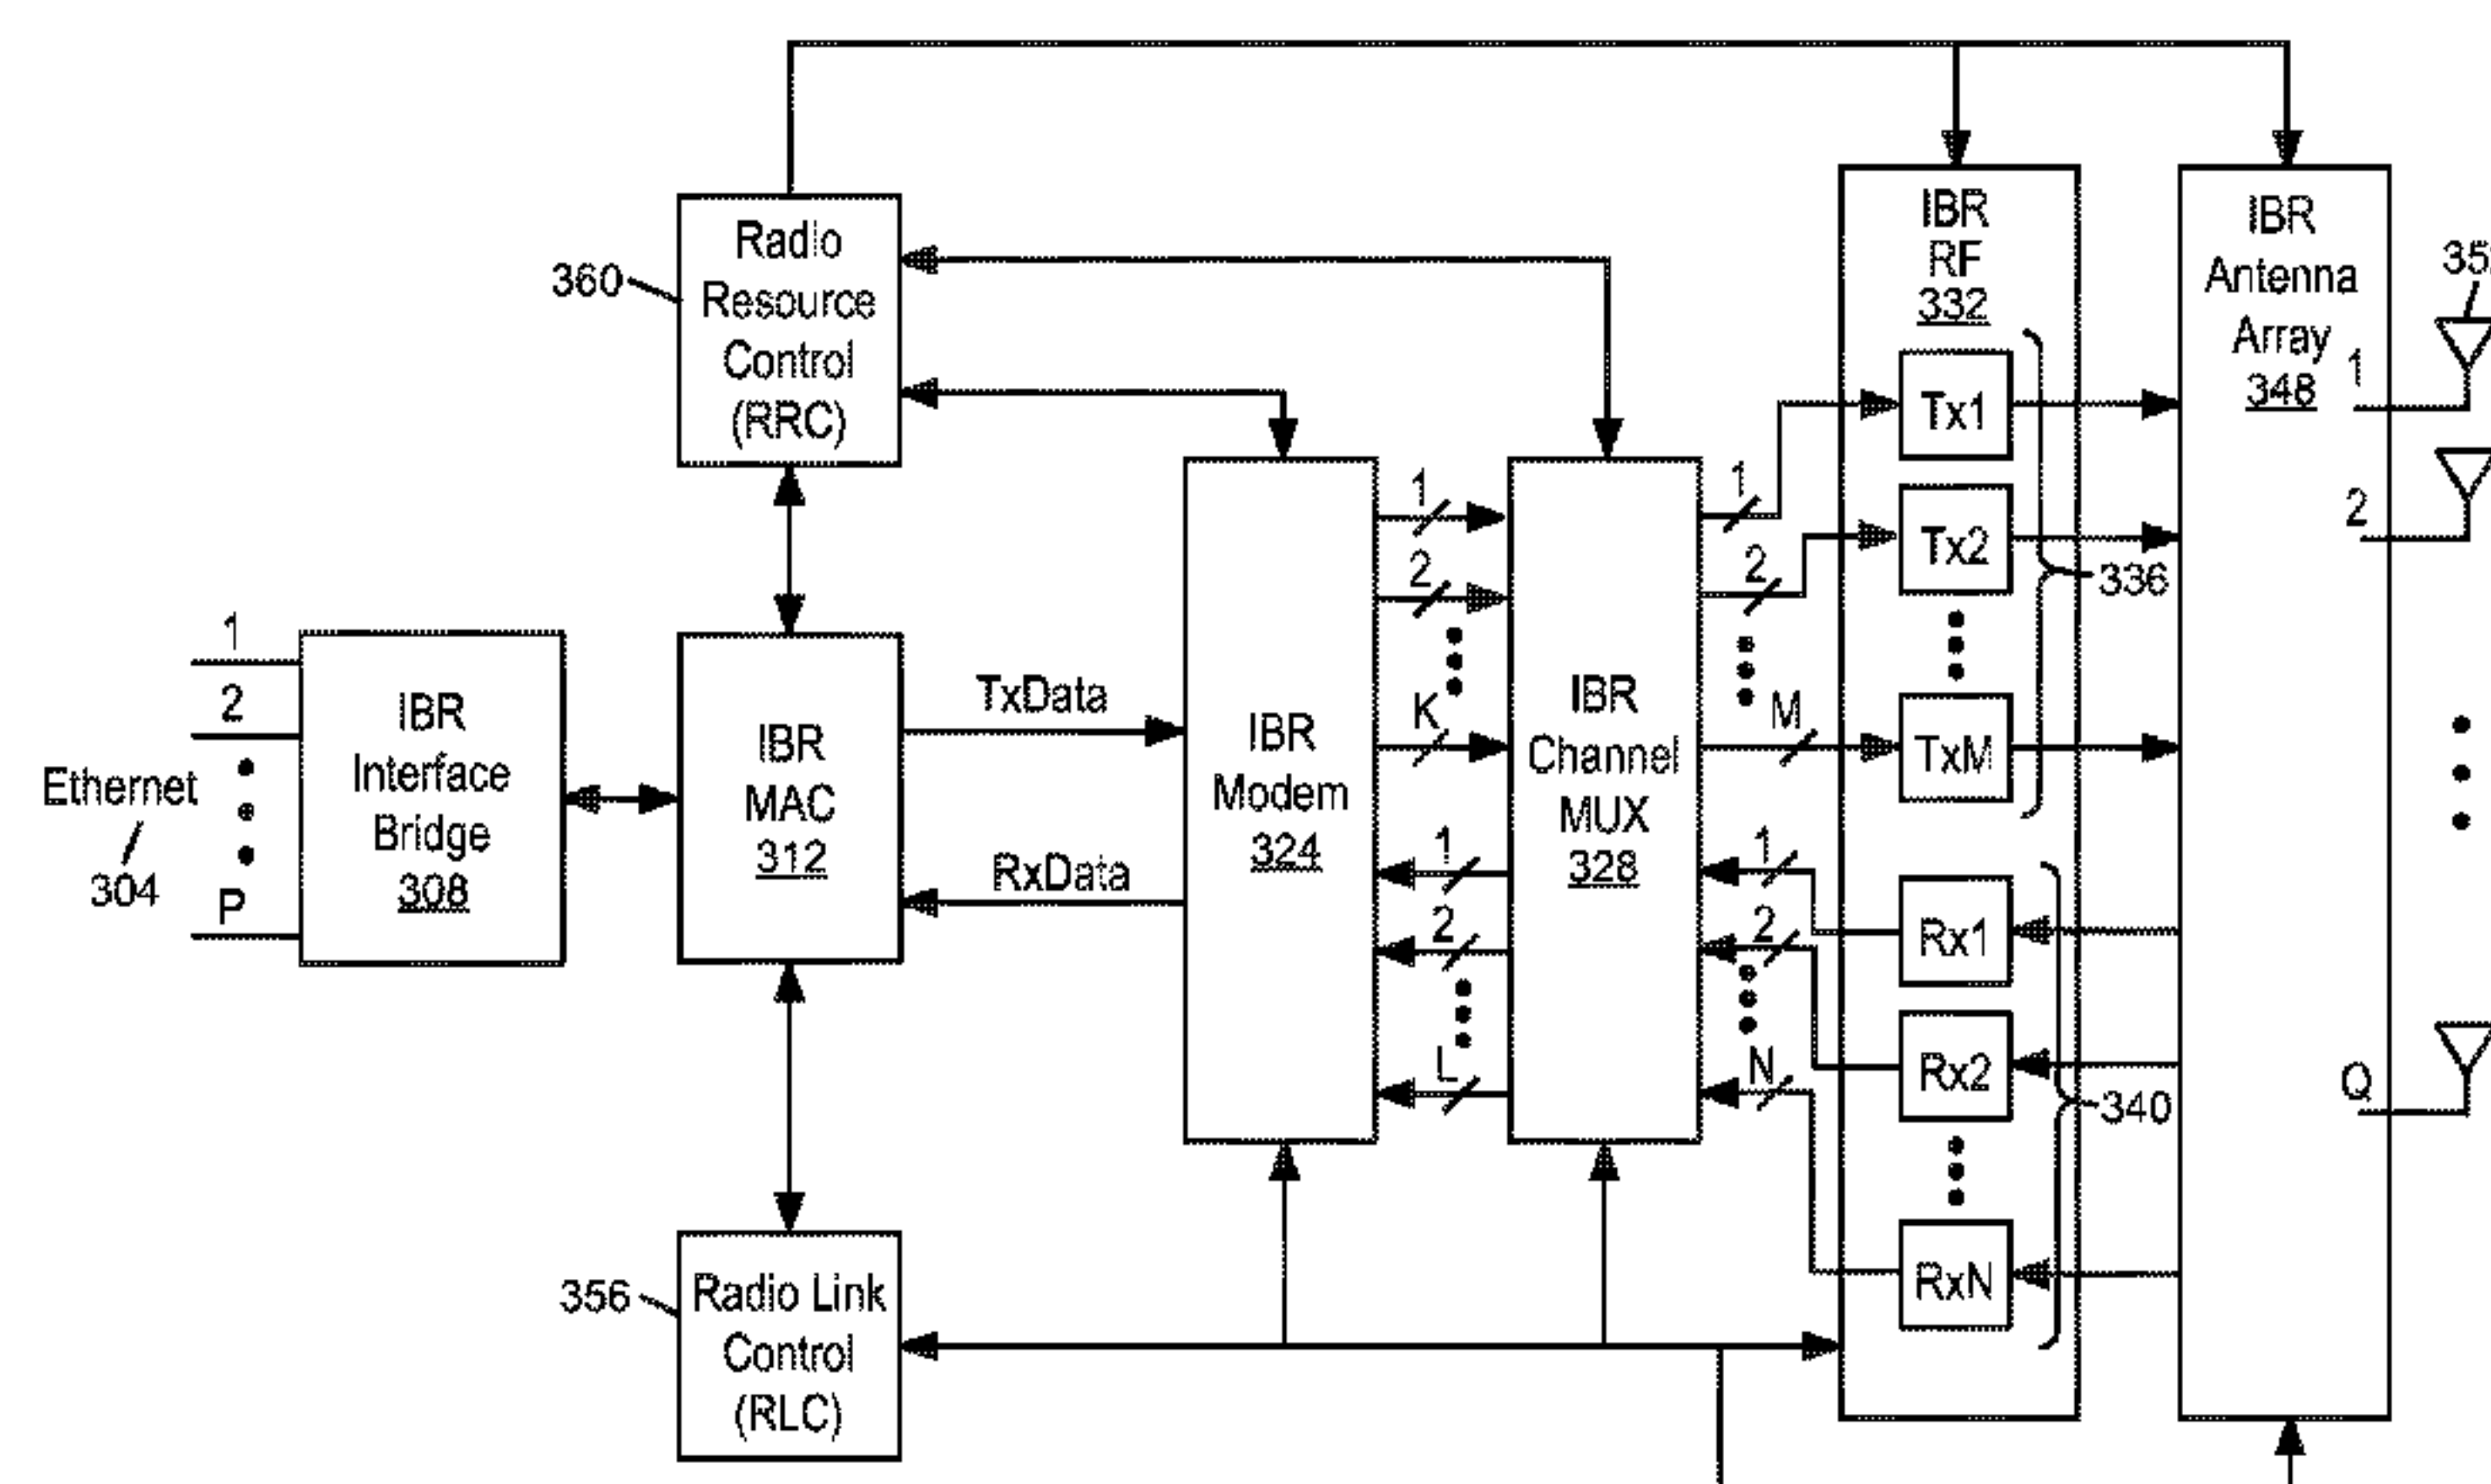 360
Radio
Resource
Control
(RRC)
IBR
RF
332
IBR
Antenna
Array
348
1
2
Q
Tx1
Tx2
TxM
336
Rx1
Rx2
RxN
340
Ethernet
304
1
2
P
IBR
Interface
Bridge
308
IBR
MAC
312
TxData
RxData
IBR
Modem
324
1
2
K
1
2
L
IBR
Channel
MUX
328
1
2
M
1
2
N
356
Radio Link
Control
(RLC)